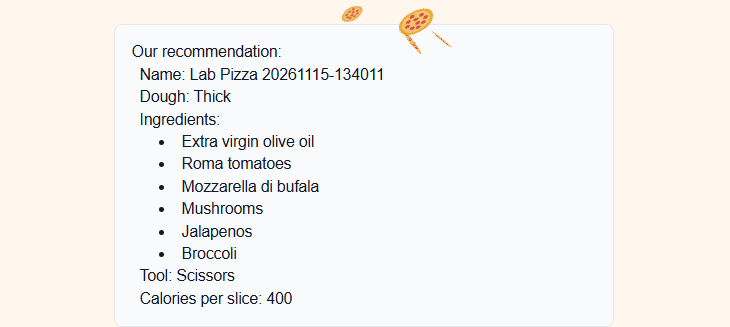 Our recommendation:
Name: Lab Pizza 20261115-134011
Dough: Thick
Ingredients:
• Extra virgin olive oil
• Roma tomatoes
• Mozzarella di bufala
• Mushrooms
• Jalapenos
• Broccoli
Tool: Scissors
Calories per slice: 400